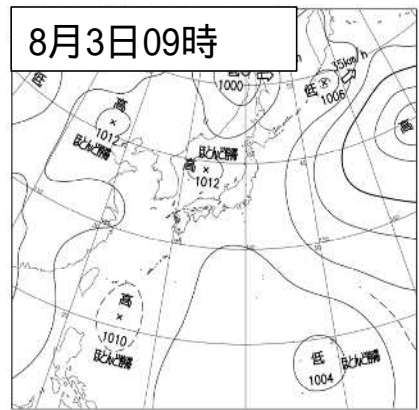 8月3日09時
低
低
1000
35km/h
低
1006
高
高
1012
ほとんど停滞
ほとんど停滞
高
1012
高
1010
ほとんど停滞
低
1004
ほとんど停滞